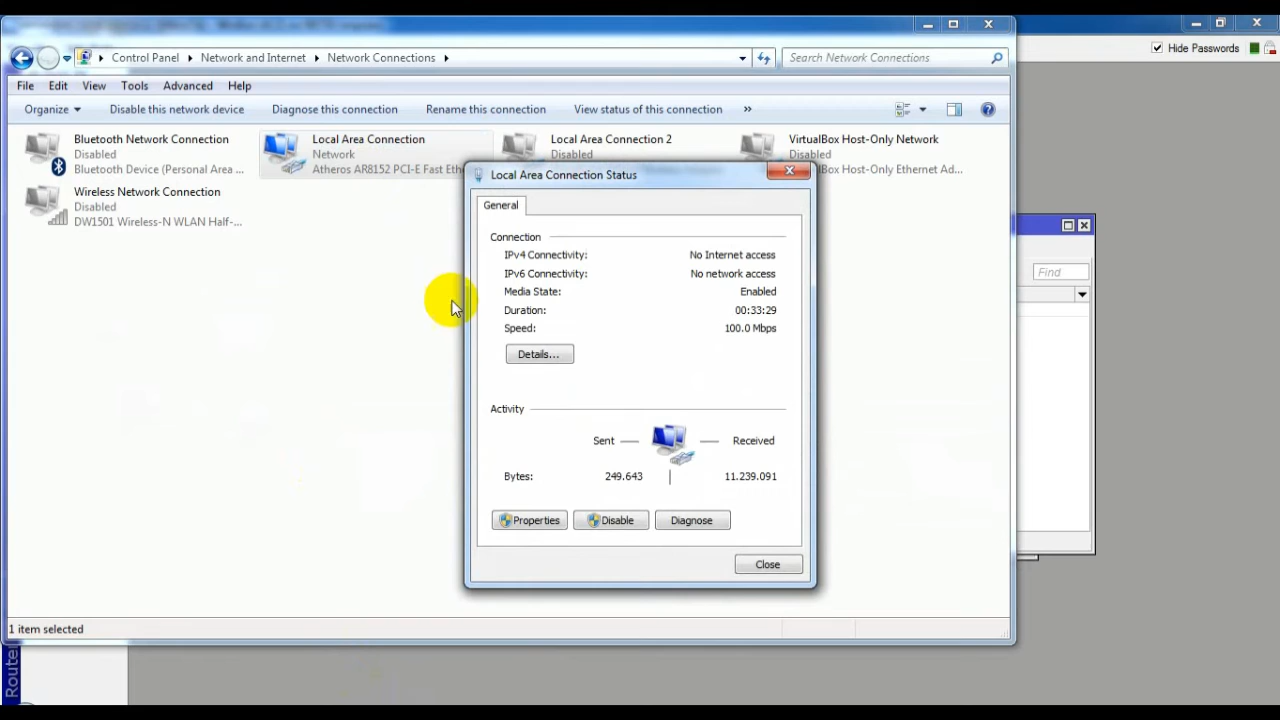 Hide Passwords
Control Panel
Network and Internet
Network Connections
Search Network Connections
File
Edit
View
Tools
Advanced
Help
Organize
Disable this network device
Diagnose this connection
Rename this connection
View status of this connection
»
Bluetooth Network Connection
Disabled
Bluetooth Device (Personal Area ...
Local Area Connection
Network
Atheros AR8152 PCI-E Fast Eth
Local Area Connection 2
Disabled
VirtualBox Host-Only Network
Disabled
VirtualBox Host-Only Ethernet Ad...
Wireless Network Connection
Disabled
DW1501 Wireless-N WLAN Half-...
Local Area Connection Status
General
Connection
IPv4 Connectivity: No Internet access
IPv6 Connectivity: No network access
Media State: Enabled
Duration: 00:33:29
Speed: 100.0 Mbps
Details...
Activity
Sent
Received
Bytes: 249.643 11.239.091
Properties
Disable
Diagnose
Close
Find
1 item selected
Router